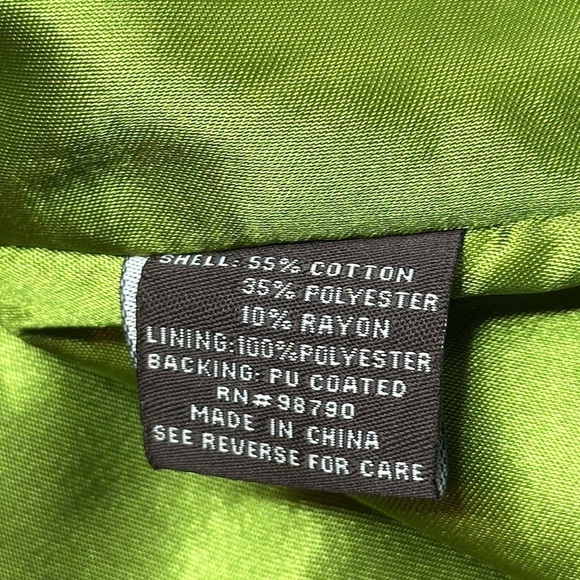 SHELL: 55% COTTON
35% POLYESTER
10% RAYON
LINING:100%POLYESTER
BACKING: PU COATED
RN#98790
MADE IN CHINA
SEE REVERSE FOR CARE